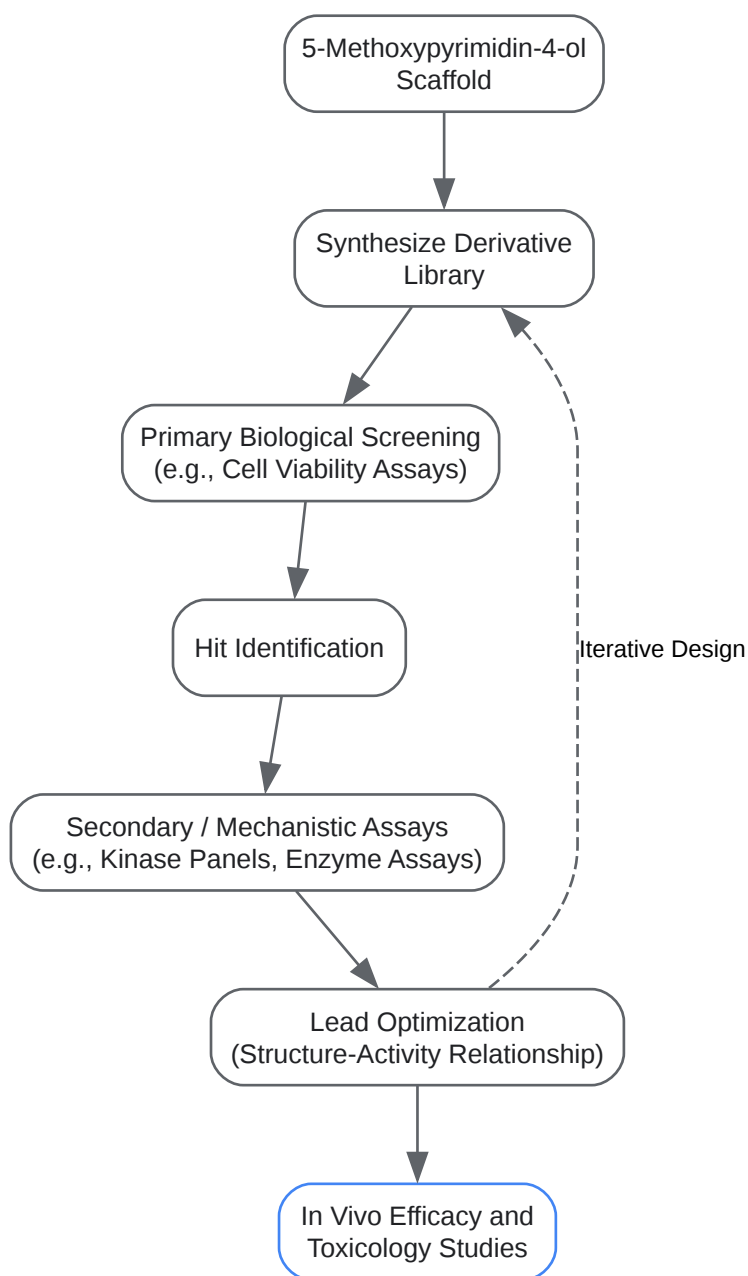 5-Methoxypyrimidin-4-ol
Scaffold
Synthesize Derivative
Library
Primary Biological Screening
(e.g., Cell Viability Assays)
Hit Identification
Iterative Design
Secondary / Mechanistic Assays
(e.g., Kinase Panels, Enzyme Assays)
Lead Optimization
(Structure-Activity Relationship)
In Vivo Efficacy and
Toxicology Studies